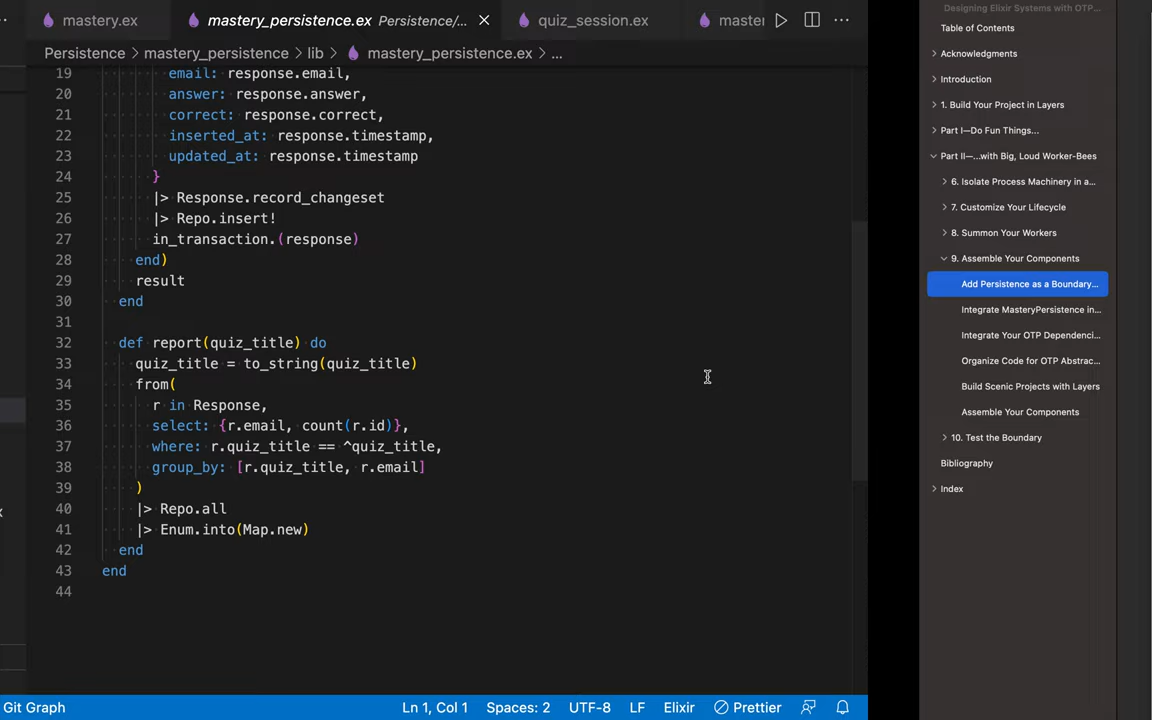 mastery.ex
mastery_persistence.ex Persistence/...
quiz_session.ex
master
Persistence > mastery_persistence > lib > mastery_persistence.ex > ...
19 email: response.email,
20 answer: response.answer,
21 correct: response.correct,
22 inserted_at: response.timestamp,
23 updated_at: response.timestamp
24 }
25 |> Response.record_changeset
26 |> Repo.insert!
27 in_transaction.(response)
28 end)
29 result
30 end
31
32 def report(quiz_title) do
33 quiz_title = to_string(quiz_title)
34 from(
35 r in Response,
36 select: {r.email, count(r.id)},
37 where: r.quiz_title == ^quiz_title,
38 group_by: [r.quiz_title, r.email]
39 )
40 |> Repo.all
41 |> Enum.into(Map.new)
42 end
43 end
44
Git Graph
Ln 1, Col 1
Spaces: 2
UTF-8
LF
Elixir
Prettier
Designing Elixir Systems with OTP...
Table of Contents
Acknowledgments
Introduction
1. Build Your Project in Layers
Part I—Do Fun Things...
Part II—...with Big, Loud Worker-Bees
6. Isolate Process Machinery in a...
7. Customize Your Lifecycle
8. Summon Your Workers
9. Assemble Your Components
Add Persistence as a Boundary...
Integrate MasteryPersistence in...
Integrate Your OTP Dependenci...
Organize Code for OTP Abstrac...
Build Scenic Projects with Layers
Assemble Your Components
10. Test the Boundary
Bibliography
Index